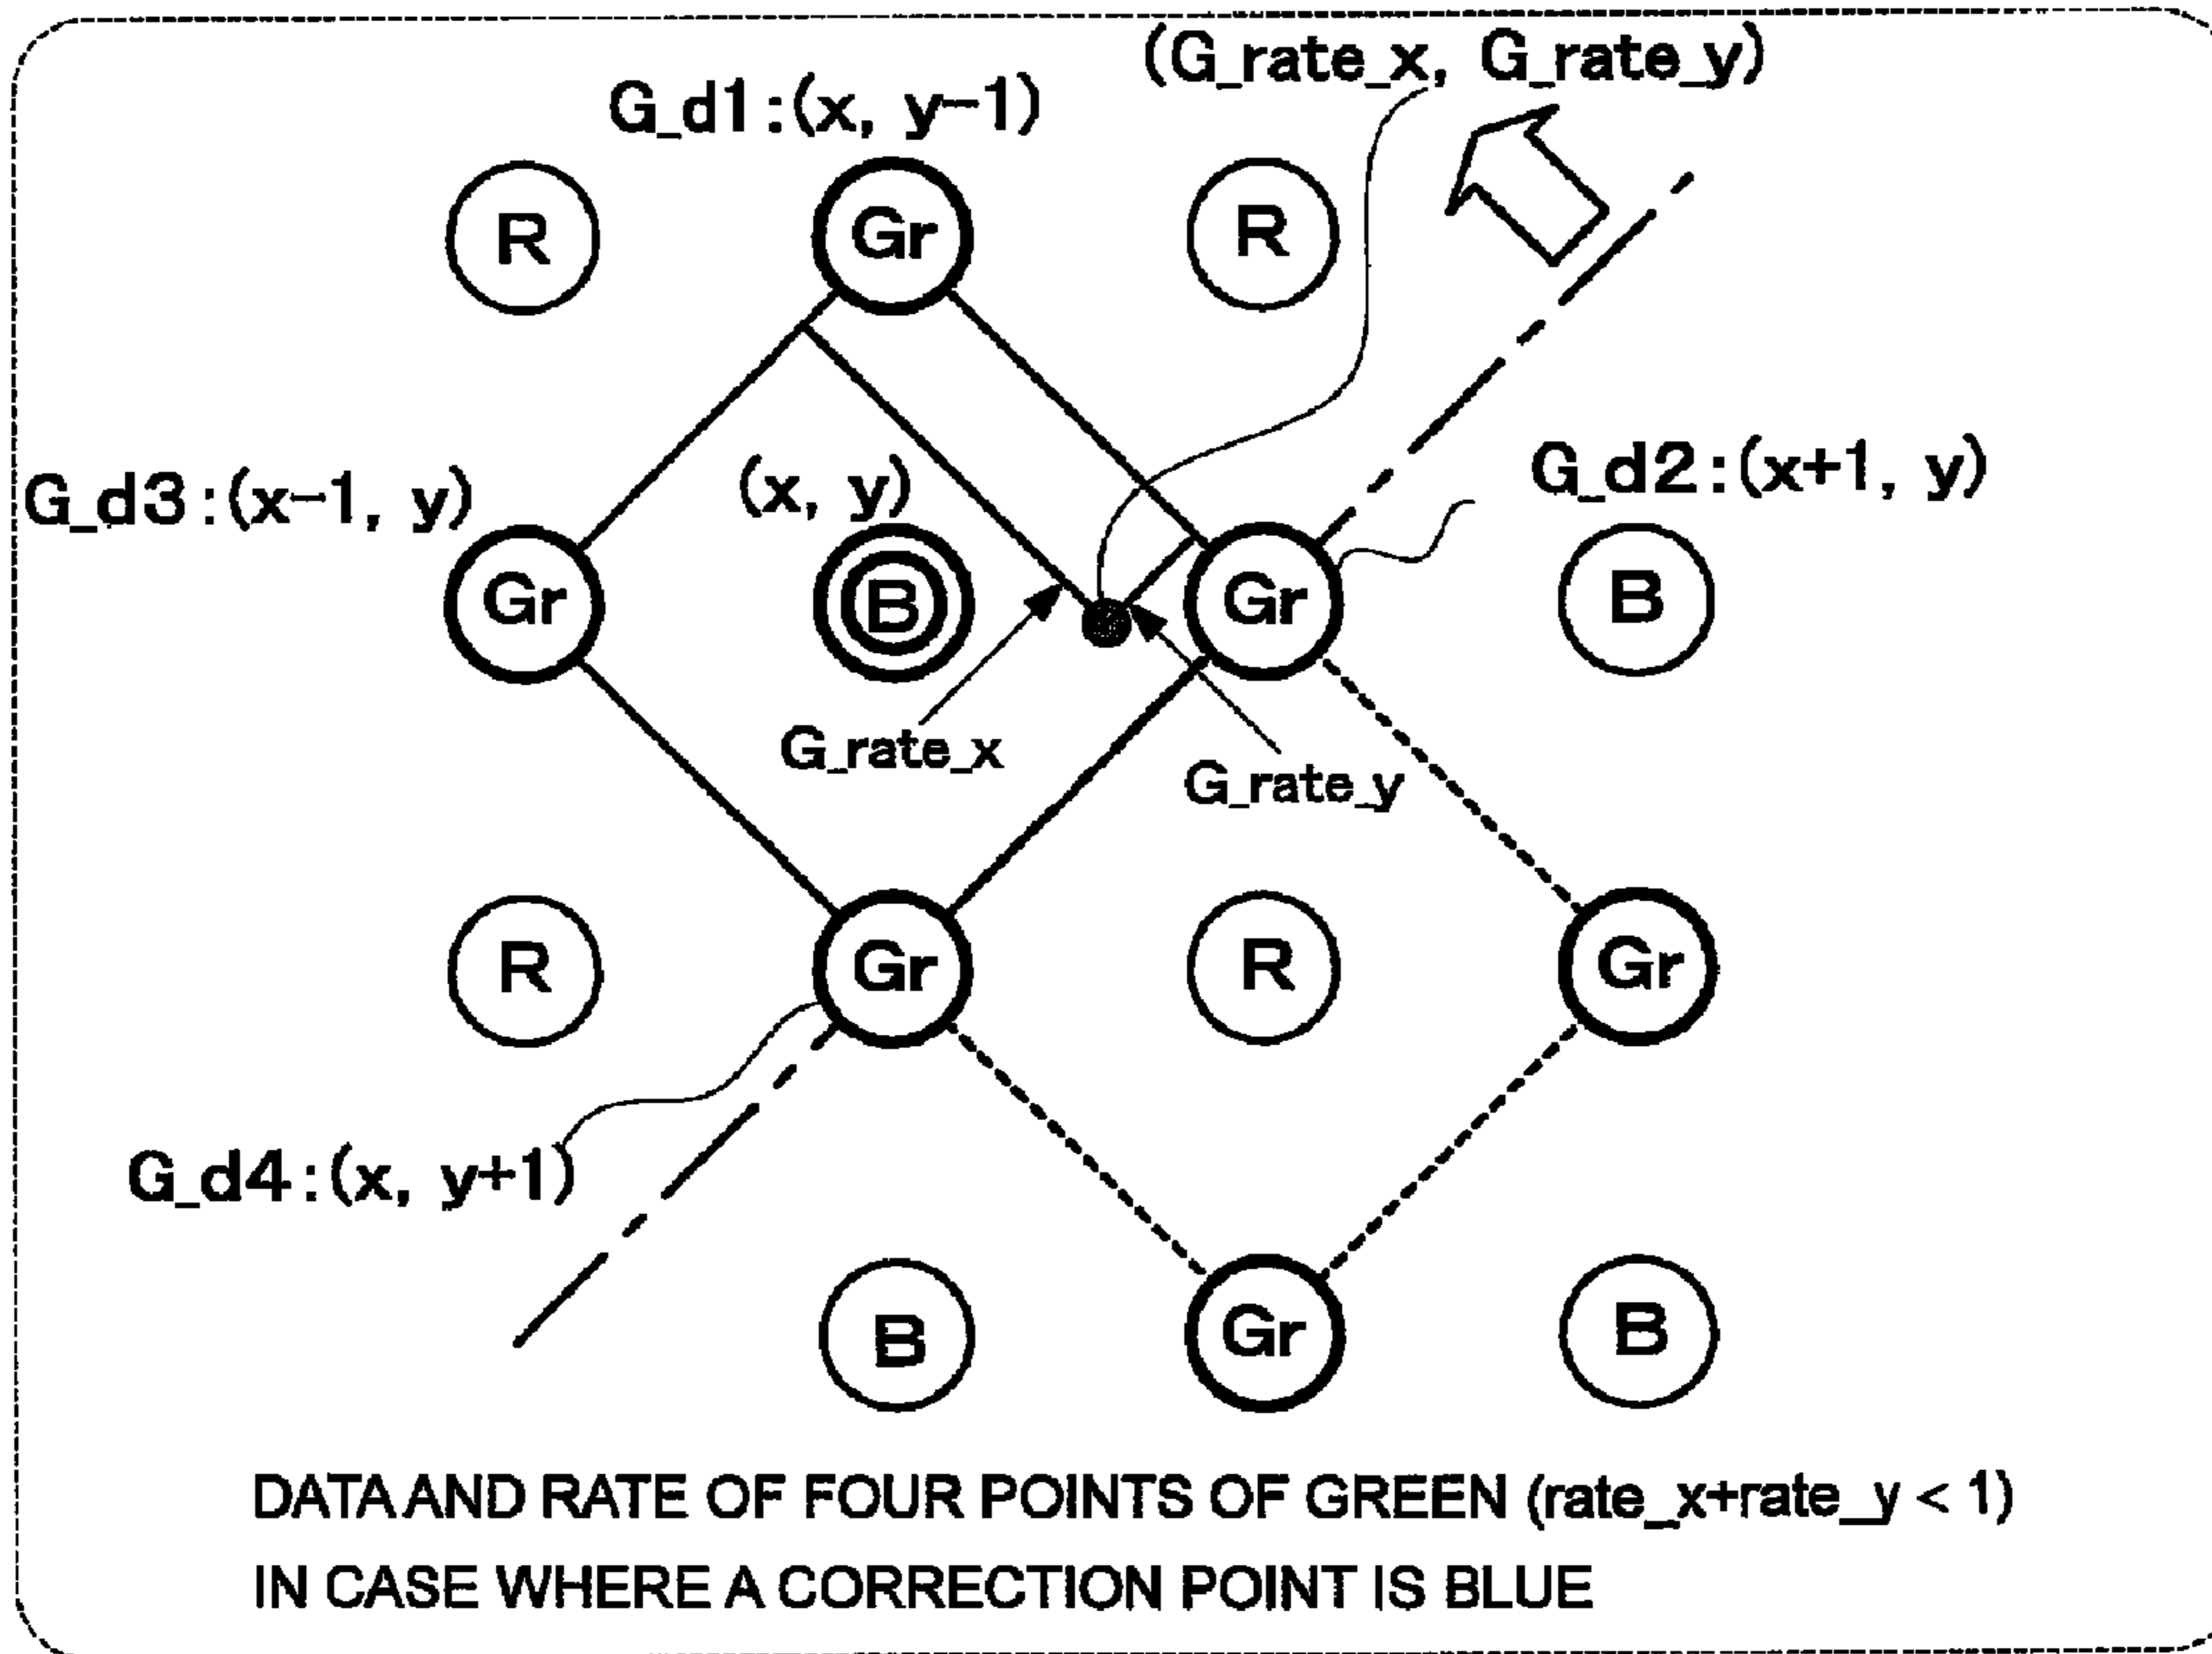 (G_rate_x, G_rate_y)
G_d1:(x, y-1)
R Gr R
G_d3:(x-1, y) (x, y) G_d2:(x+1, y)
Gr B Gr B
G_rate_x
G_rate_y
R Gr R Gr
G_d4:(x, y+1)
B Gr B
DATA AND RATE OF FOUR POINTS OF GREEN (rate_x+rate_y < 1)
IN CASE WHERE A CORRECTION POINT IS BLUE